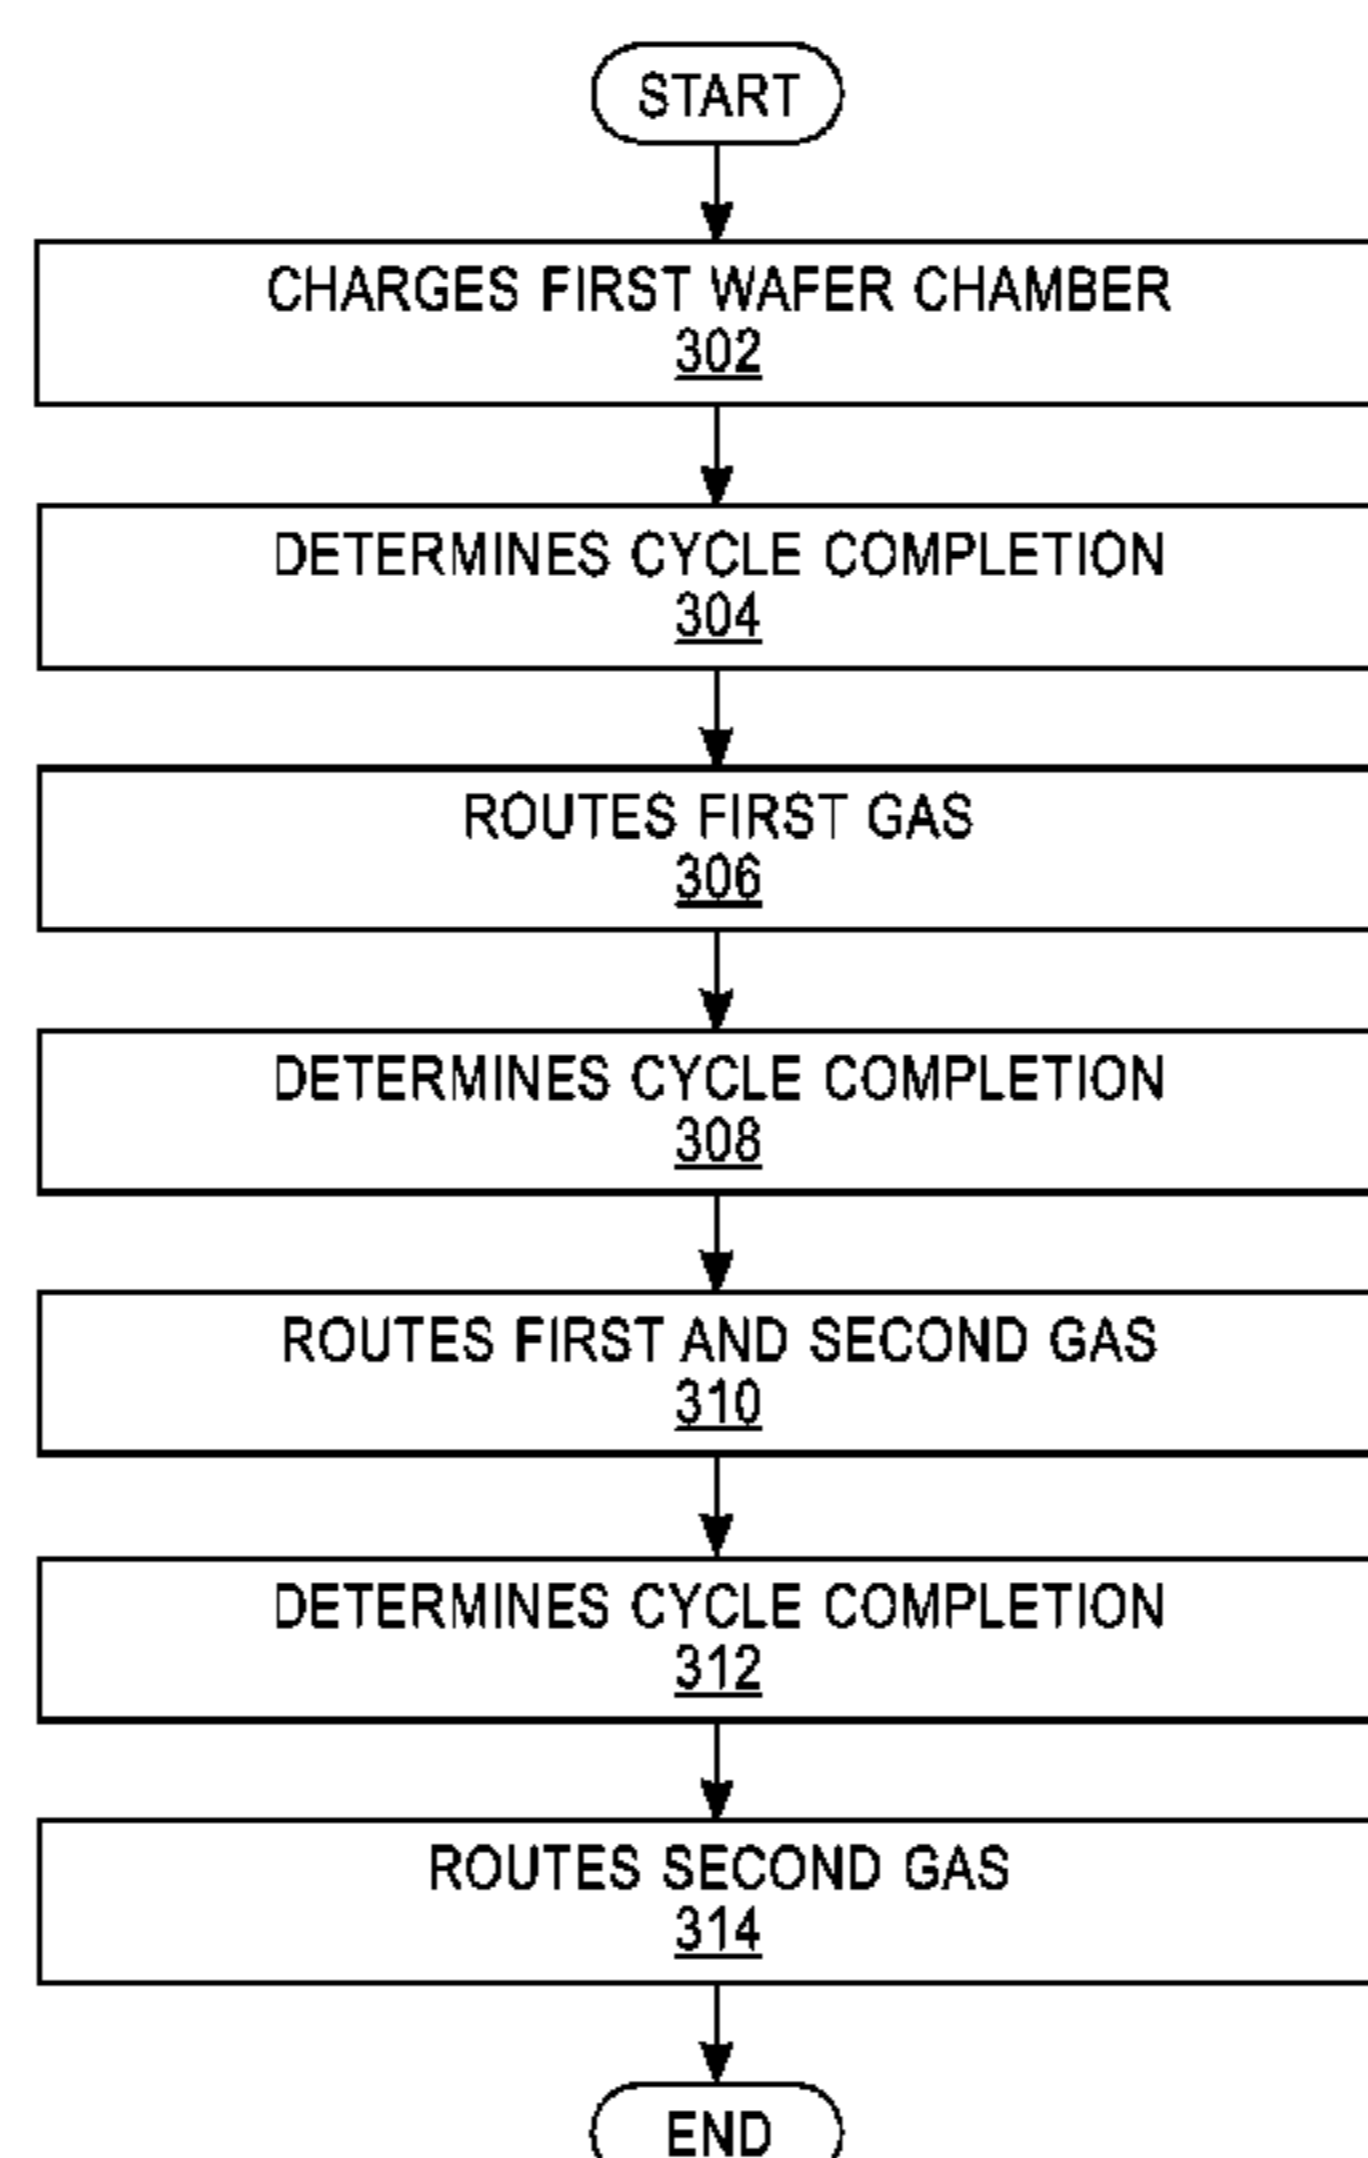 START
CHARGES FIRST WAFER CHAMBER
302
DETERMINES CYCLE COMPLETION
304
ROUTES FIRST GAS
306
DETERMINES CYCLE COMPLETION
308
ROUTES FIRST AND SECOND GAS
310
DETERMINES CYCLE COMPLETION
312
ROUTES SECOND GAS
314
END